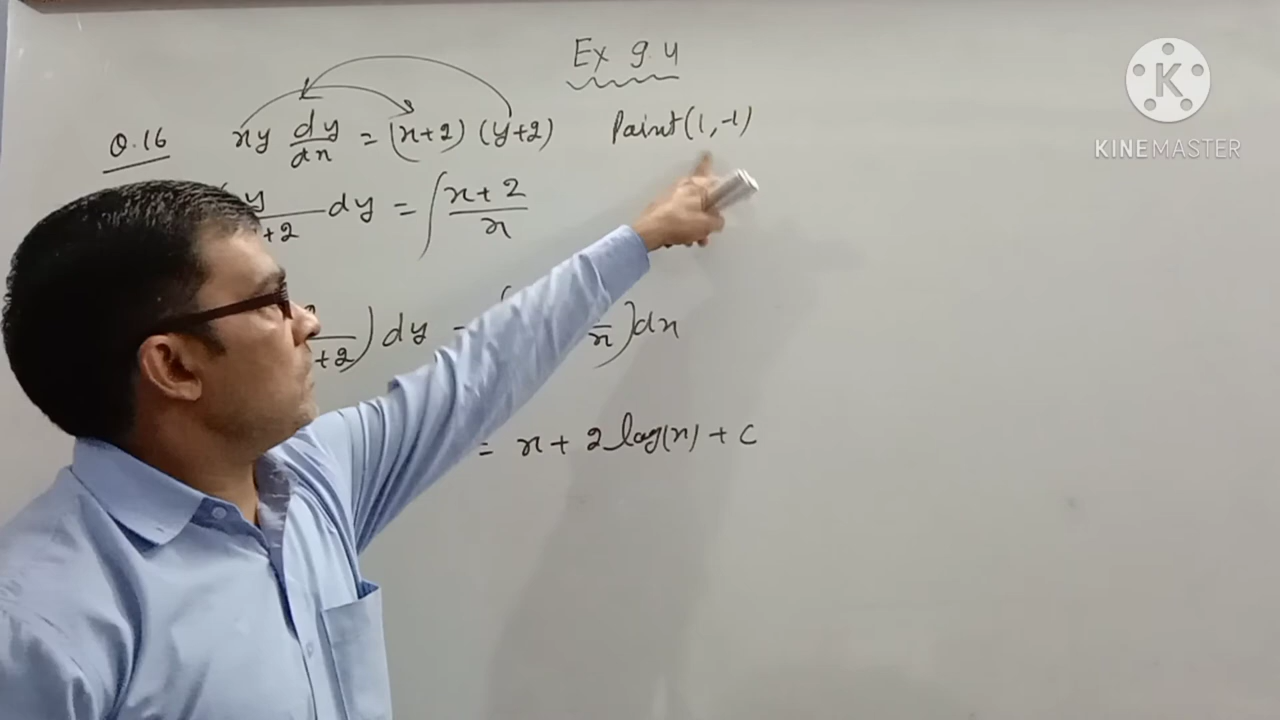 Ex 9.4
Q.16 xy dy/dx = (x+2) (y+2) Point (1,-1)
y/+2 dy = ∫ x+2/x
/+2) dy = /x) dx
= x + 2 log(x) + C
K
KINEMASTER